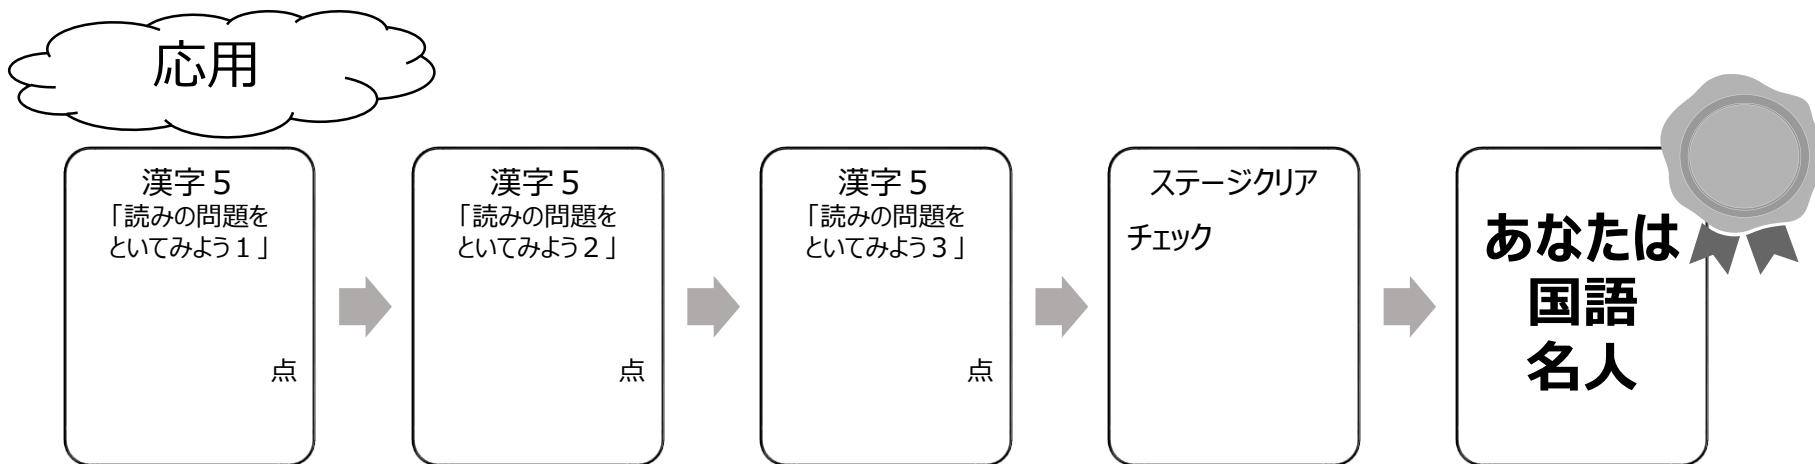 応用
漢字５
「読みの問題を
といてみよう１」
点
漢字５
「読みの問題を
といてみよう２」
点
漢字５
「読みの問題を
といてみよう３」
点
ステージクリア
チェック
あなたは
国語
名人